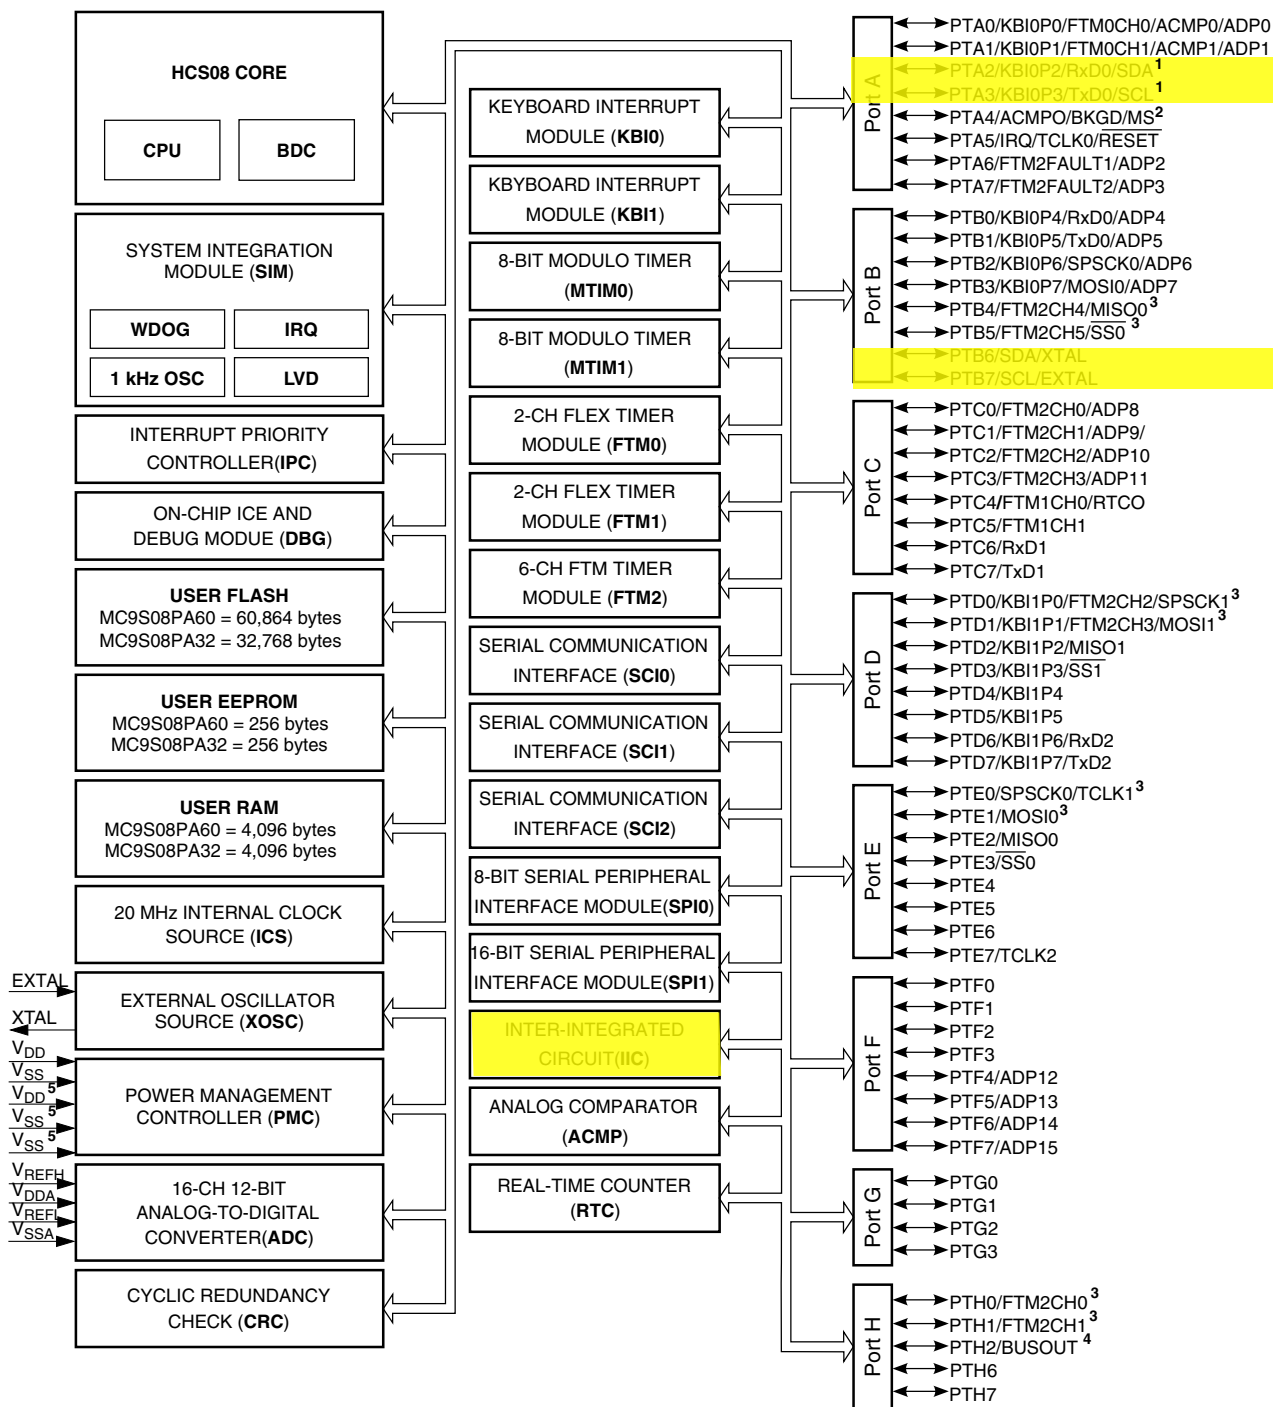 HCS08 CORE
CPU
BDC
SYSTEM INTEGRATION
MODULE (SIM)
WDOG
IRQ
1 kHz OSC
LVD
INTERRUPT PRIORITY
CONTROLLER(IPC)
ON-CHIP ICE AND
DEBUG MODUE (DBG)
USER FLASH
MC9S08PA60 = 60,864 bytes
MC9S08PA32 = 32,768 bytes
USER EEPROM
MC9S08PA60 = 256 bytes
MC9S08PA32 = 256 bytes
USER RAM
MC9S08PA60 = 4,096 bytes
MC9S08PA32 = 4,096 bytes
20 MHz INTERNAL CLOCK
SOURCE (ICS)
EXTAL
XTAL
EXTERNAL OSCILLATOR
SOURCE (XOSC)
VDD
VSS
VDD 5
VSS 5
VSS 5
POWER MANAGEMENT
CONTROLLER (PMC)
VREFH
VDDA
VREFL
VSSA
16-CH 12-BIT
ANALOG-TO-DIGITAL
CONVERTER(ADC)
CYCLIC REDUNDANCY
CHECK (CRC)
KEYBOARD INTERRUPT
MODULE (KBI0)
KBYBOARD INTERRUPT
MODULE (KBI1)
8-BIT MODULO TIMER
(MTIM0)
8-BIT MODULO TIMER
(MTIM1)
2-CH FLEX TIMER
MODULE (FTM0)
2-CH FLEX TIMER
MODULE (FTM1)
6-CH FTM TIMER
MODULE (FTM2)
SERIAL COMMUNICATION
INTERFACE (SCI0)
SERIAL COMMUNICATION
INTERFACE (SCI1)
SERIAL COMMUNICATION
INTERFACE (SCI2)
8-BIT SERIAL PERIPHERAL
INTERFACE MODULE(SPI0)
16-BIT SERIAL PERIPHERAL
INTERFACE MODULE(SPI1)
INTER-INTEGRATED
CIRCUIT(IIC)
ANALOG COMPARATOR
(ACMP)
REAL-TIME COUNTER
(RTC)
Port A
PTA0/KBI0P0/FTM0CH0/ACMP0/ADP0
PTA1/KBI0P1/FTM0CH1/ACMP1/ADP1
PTA2/KBI0P2/RxD0/SDA 1
PTA3/KBI0P3/TxD0/SCL 1
PTA4/ACMPO/BKGD/MS 2
PTA5/IRQ/TCLK0/RESET
PTA6/FTM2FAULT1/ADP2
PTA7/FTM2FAULT2/ADP3
Port B
PTB0/KBI0P4/RxD0/ADP4
PTB1/KBI0P5/TxD0/ADP5
PTB2/KBI0P6/SPSCK0/ADP6
PTB3/KBI0P7/MOSI0/ADP7
PTB4/FTM2CH4/MISO0 3
PTB5/FTM2CH5/SS0 3
PTB6/SDA/XTAL
PTB7/SCL/EXTAL
Port C
PTC0/FTM2CH0/ADP8
PTC1/FTM2CH1/ADP9/
PTC2/FTM2CH2/ADP10
PTC3/FTM2CH3/ADP11
PTC4/FTM1CH0/RTCO
PTC5/FTM1CH1
PTC6/RxD1
PTC7/TxD1
Port D
PTD0/KBI1P0/FTM2CH2/SPSCK1 3
PTD1/KBI1P1/FTM2CH3/MOSI1 3
PTD2/KBI1P2/MISO1
PTD3/KBI1P3/SS1
PTD4/KBI1P4
PTD5/KBI1P5
PTD6/KBI1P6/RxD2
PTD7/KBI1P7/TxD2
Port E
PTE0/SPSCK0/TCLK1 3
PTE1/MOSI0 3
PTE2/MISO0
PTE3/SS0
PTE4
PTE5
PTE6
PTE7/TCLK2
Port F
PTF0
PTF1
PTF2
PTF3
PTF4/ADP12
PTF5/ADP13
PTF6/ADP14
PTF7/ADP15
Port G
PTG0
PTG1
PTG2
PTG3
Port H
PTH0/FTM2CH0 3
PTH1/FTM2CH1 3
PTH2/BUSOUT 4
PTH6
PTH7